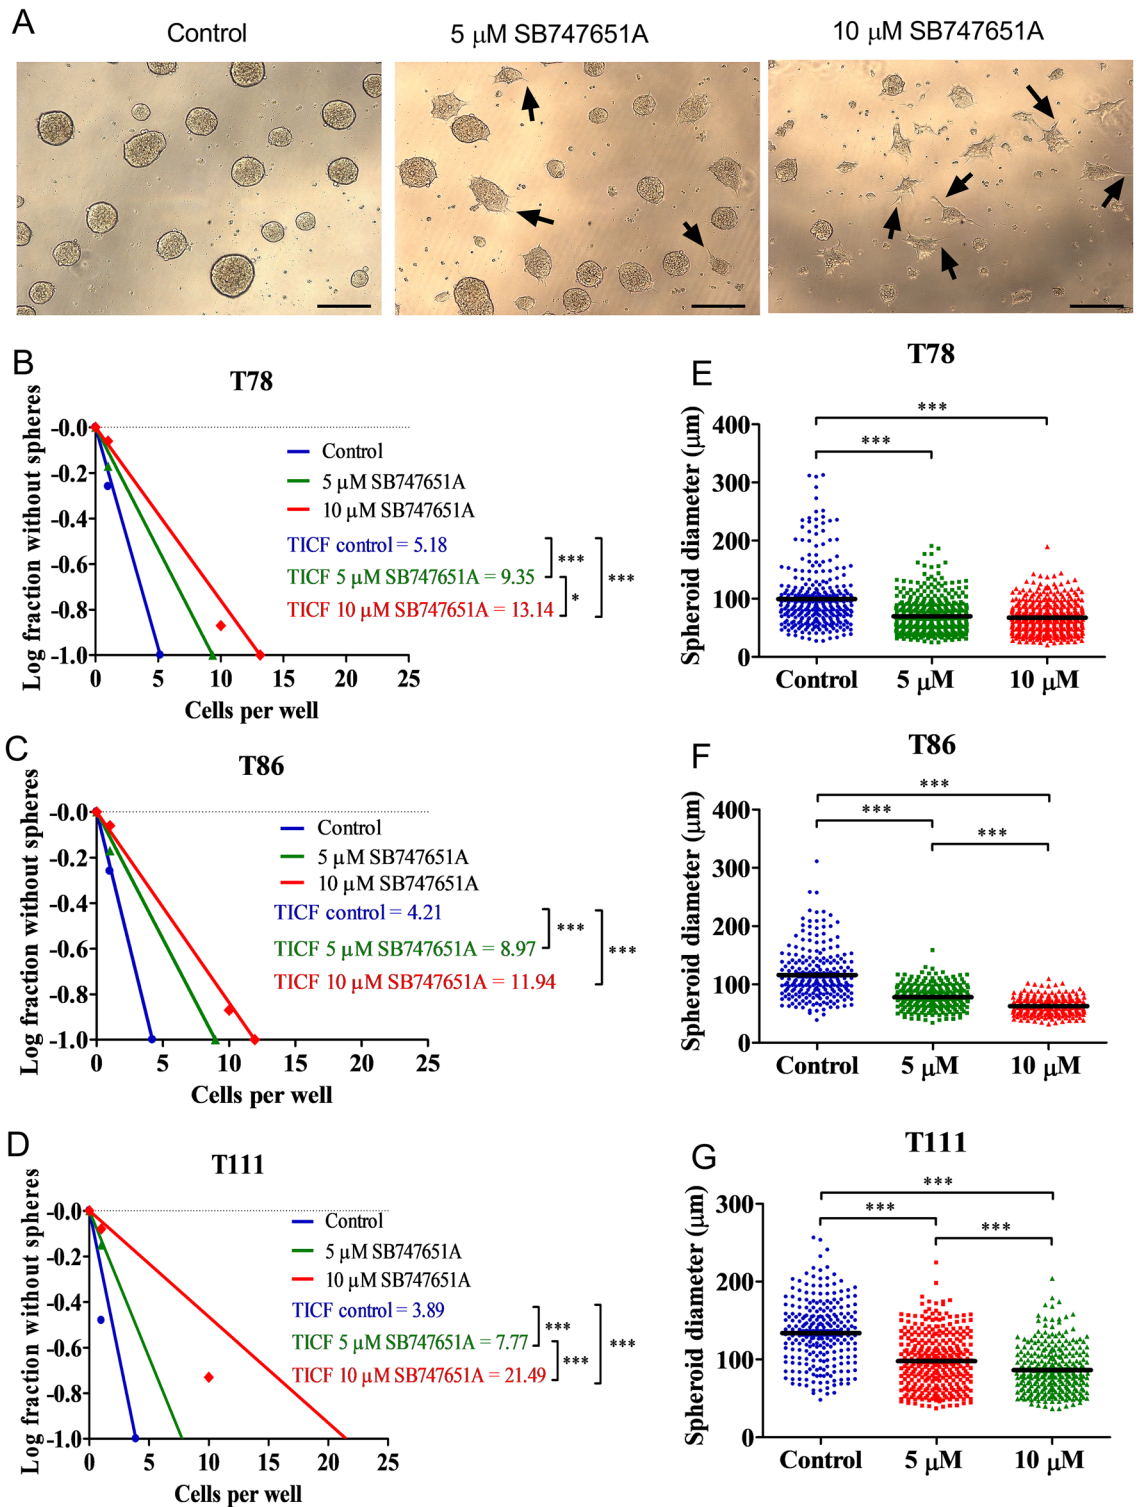 A
Control
5 μM SB747651A
10 μM SB747651A
B
T78
Log fraction without spheres
-0.0
-0.2
-0.4
-0.6
-0.8
-1.0
0 5 10 15 20 25
Cells per well
Control
5 μM SB747651A
10 μM SB747651A
TICF control = 5.18
TICF 5 μM SB747651A = 9.35
TICF 10 μM SB747651A = 13.14
***
*
***
E
T78
Spheroid diameter (μm)
400
300
200
100
0
***
***
Control 5 μM 10 μM
C
T86
Log fraction without spheres
-0.0
-0.2
-0.4
-0.6
-0.8
-1.0
0 5 10 15 20 25
Cells per well
Control
5 μM SB747651A
10 μM SB747651A
TICF control = 4.21
TICF 5 μM SB747651A = 8.97
TICF 10 μM SB747651A = 11.94
***
***
F
T86
Spheroid diameter (μm)
400
300
200
100
0
***
***
***
Control 5 μM 10 μM
D
T111
Log fraction without spheres
-0.0
-0.2
-0.4
-0.6
-0.8
-1.0
0 5 10 15 20 25
Cells per well
Control
5 μM SB747651A
10 μM SB747651A
TICF control = 3.89
TICF 5 μM SB747651A = 7.77
TICF 10 μM SB747651A = 21.49
***
***
***
G
T111
Spheroid diameter (μm)
300
200
100
0
***
***
***
Control 5 μM 10 μM